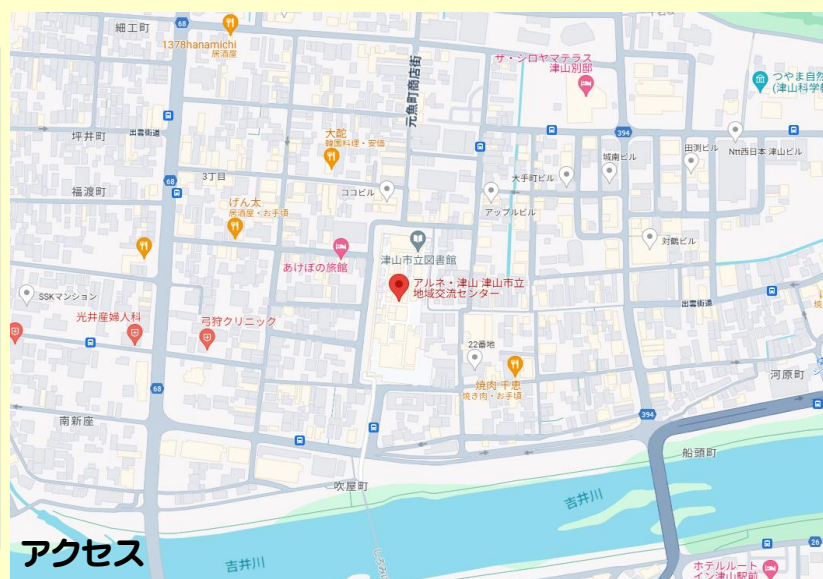 細工町
68
1378hanamichi
居酒屋
元魚町商店街
ザ・シロヤマテラス
津山別邸
つやま自然
(津山科学
394
坪井町
出雲街道
大蛇
韓国料理・安価
田渕ビル
Ntt西日本 津山ビル
城南ビル
大手町ビル
3丁目
68
福渡町
ココビル
アップルビル
げん太
居酒屋・お手頃
対鶴ビル
津山市立図書館
あけぼの旅館
アルネ・津山 津山市立
地域交流センター
SSKマンション
出雲街道
光井産婦人科
弓狩クリニック
22番地
焼肉 千恵
焼き肉・お手頃
河原町
68
394
南新座
船頭町
吹屋町
吉井川
アクセス
吉井川
26
ホテルルート
イン津山駅前